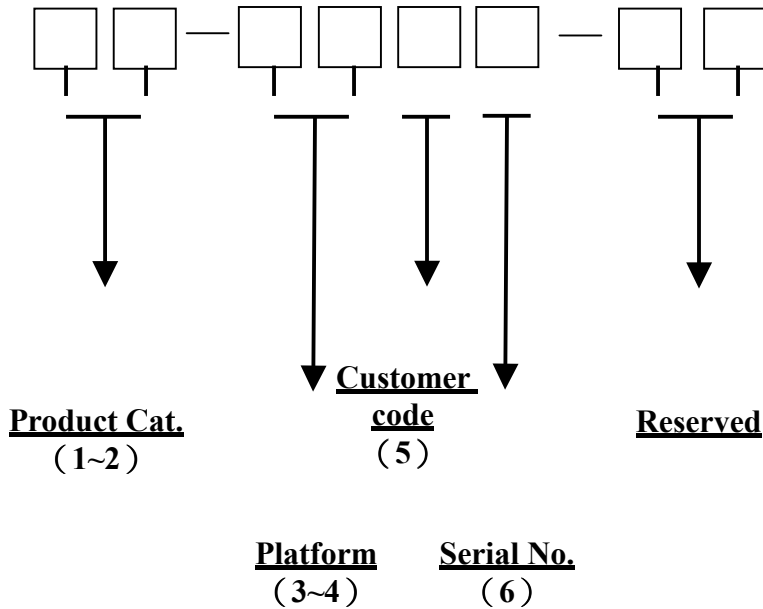 Customer
code
（5）
Product Cat.
（1~2）
Reserved
Platform
（3~4）
Serial No.
（6）